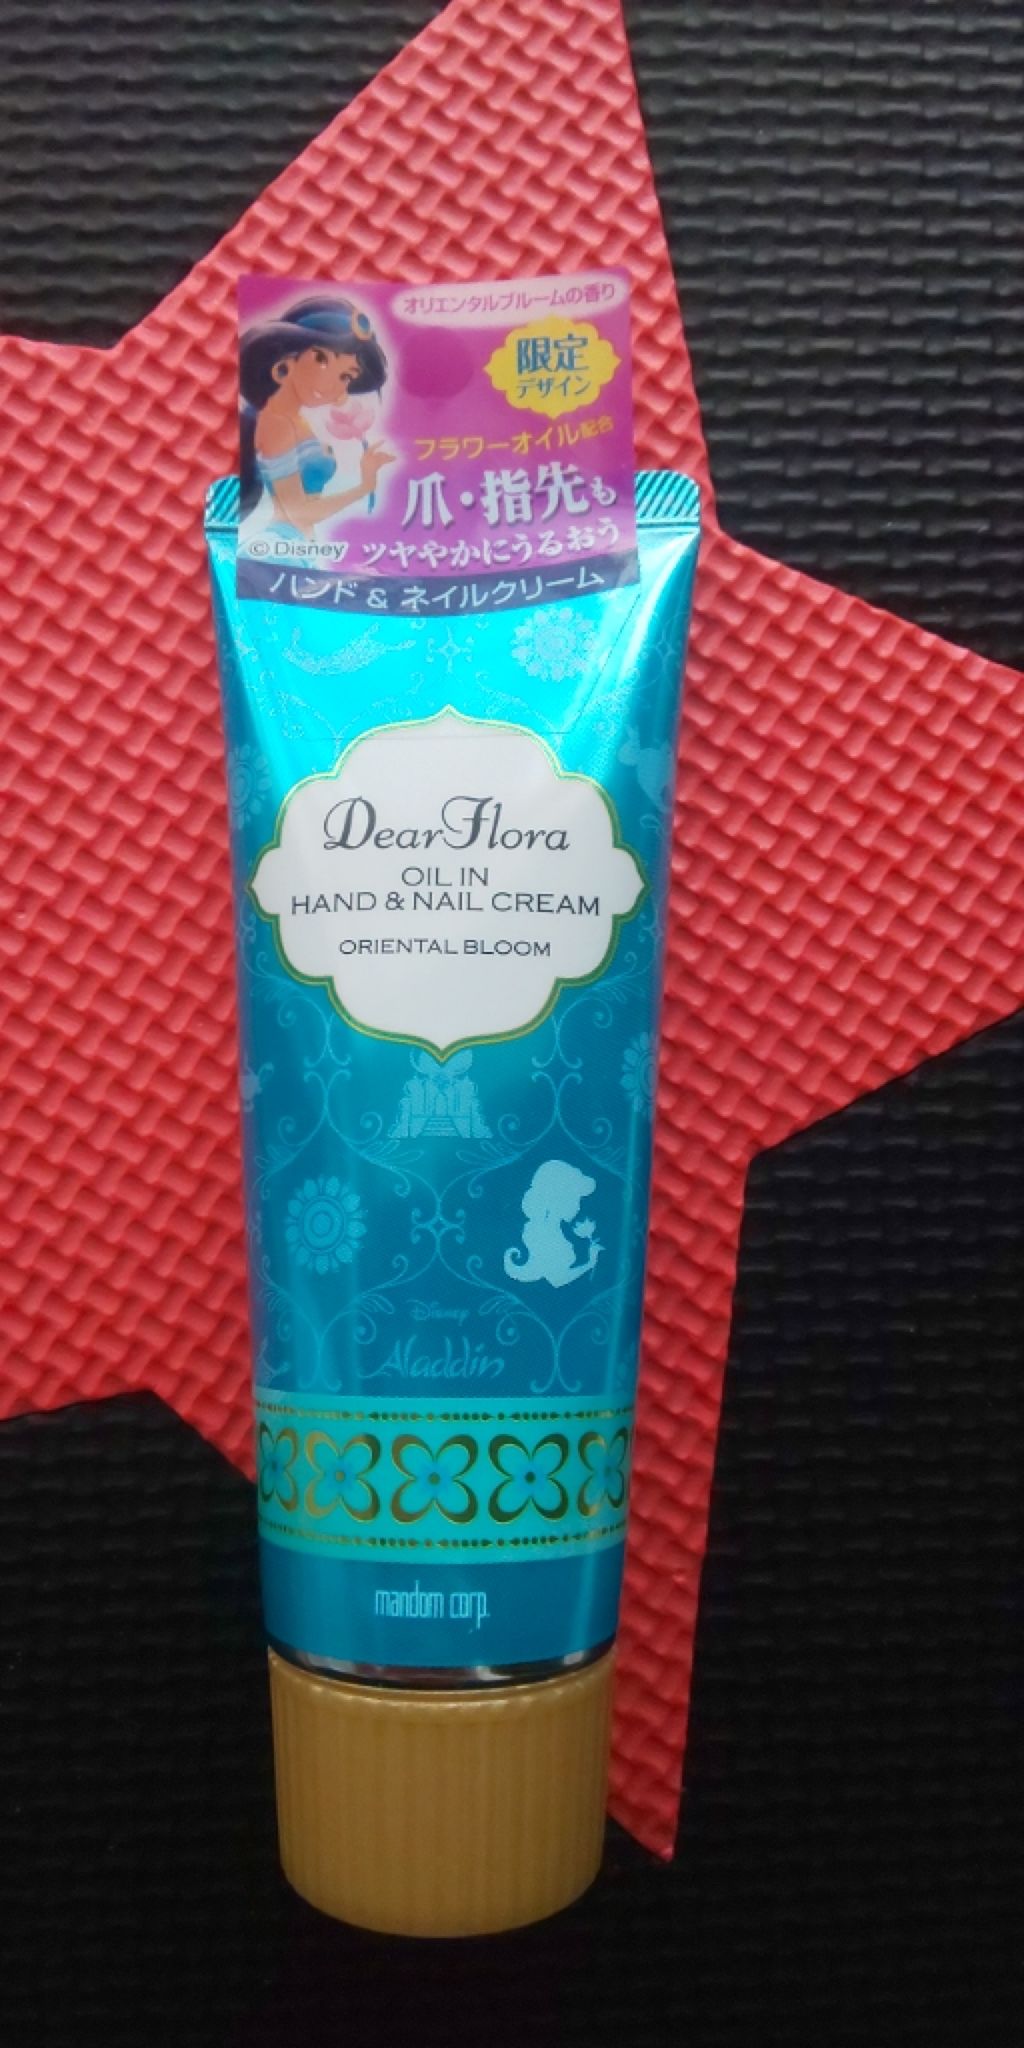 オリエンタルブルームの香り
限定
デザイン
フラワーオイル配合
爪・指先も
ツヤやかにうるおう
©Disney
ハンド & ネイルクリーム
Dear Flora
OIL IN
HAND & NAIL CREAM
ORIENTAL BLOOM
Disney
Aladdin
mandom corp.